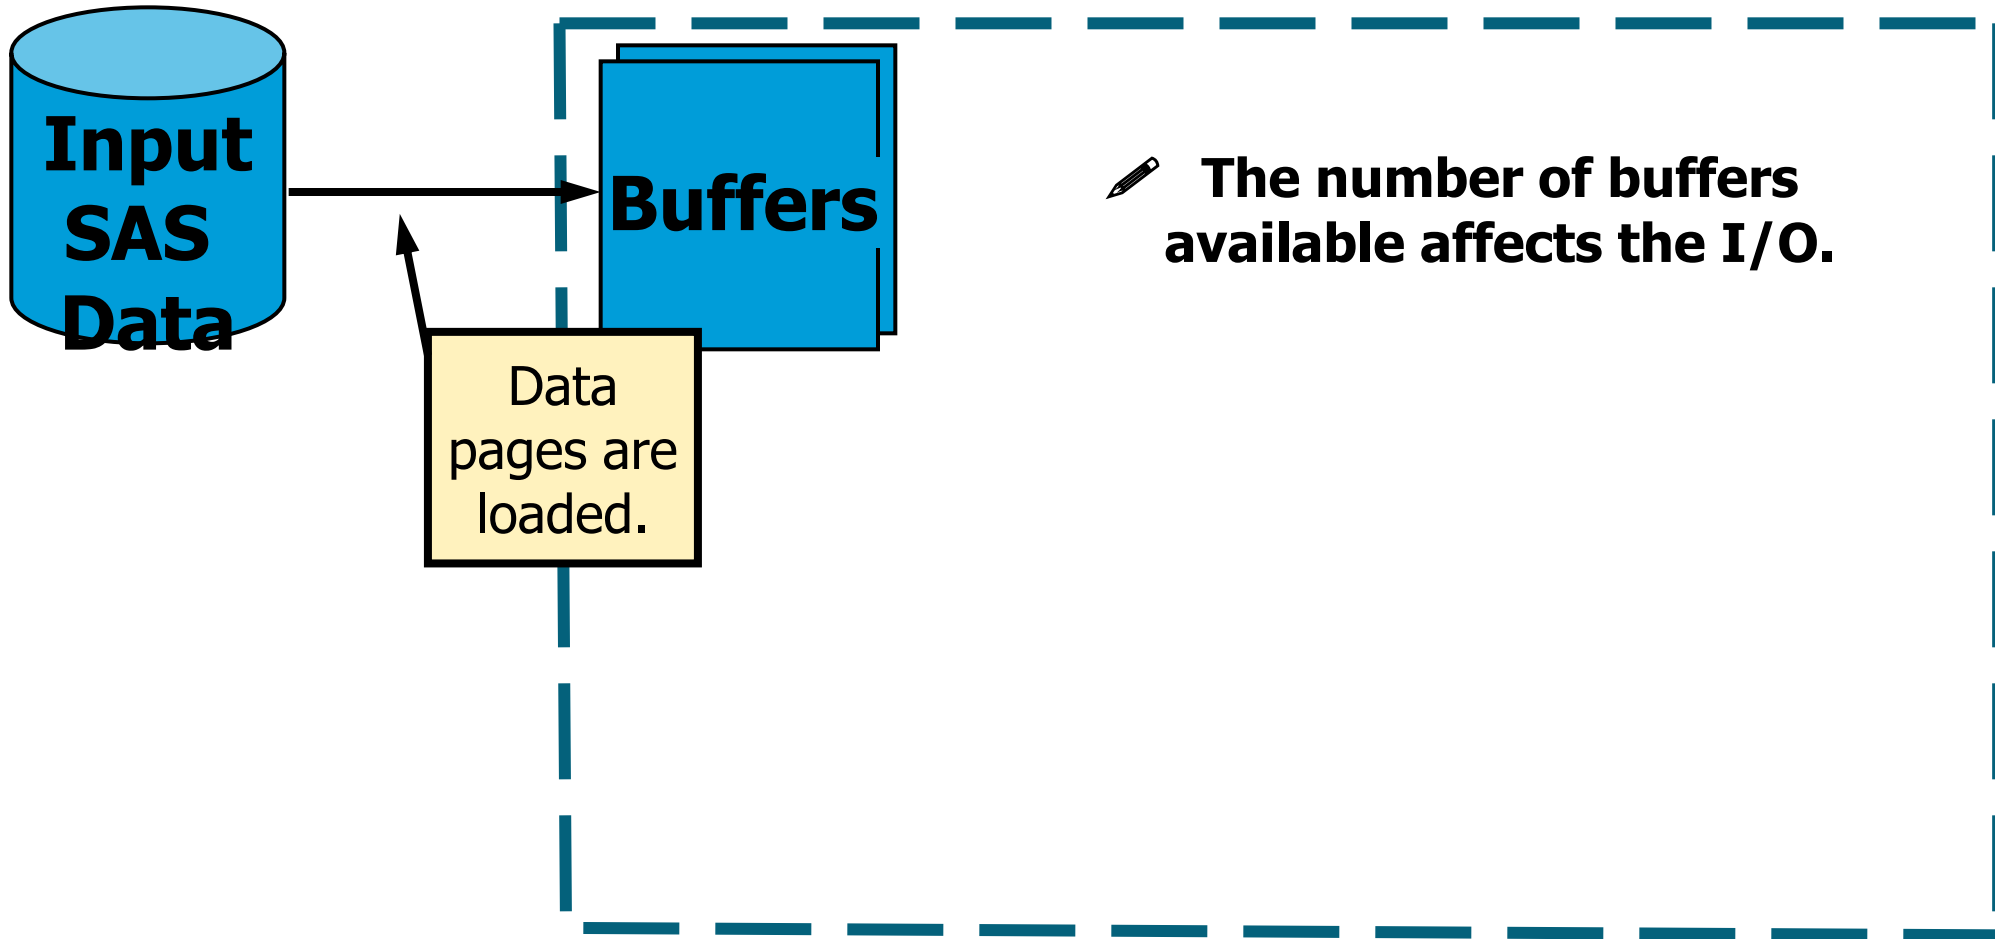 Input
SAS
Data
Buffers
The number of buffers
available affects the I/O.
Data
pages are
loaded.